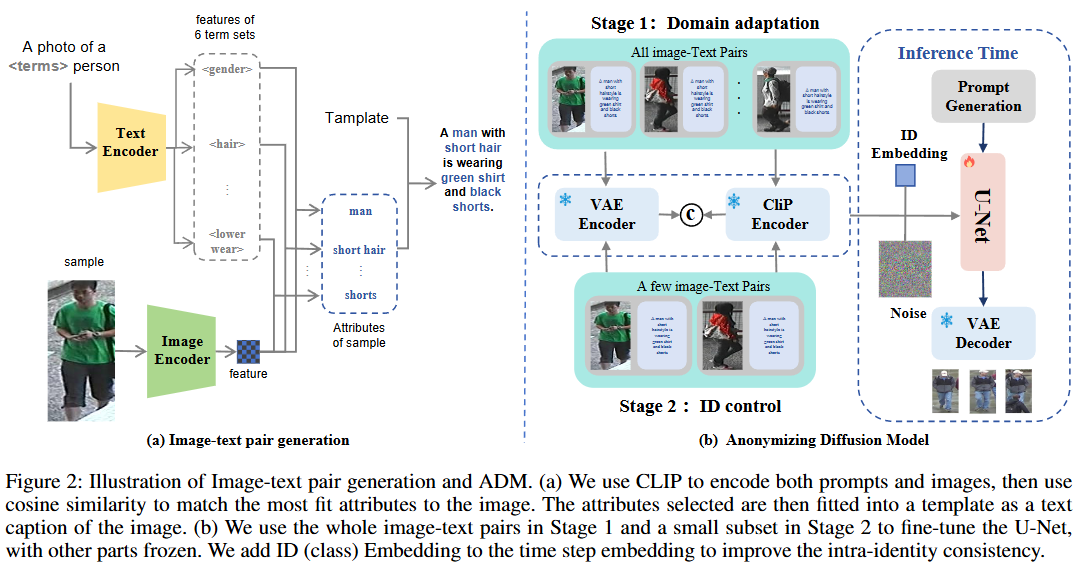 A photo of a
<terms> person
features of
6 term sets
<gender>
<hair>
<lower
wear>
Text
Encoder
Tamplate
A man with
short hair
is wearing
green shirt
and black
shorts.
man
short hair
shorts
Attributes
of sample
sample
Image
Encoder
feature
(a) Image-text pair generation
Stage 1： Domain adaptation
All image-Text Pairs
A man with
short
hairstyle is
wearing
green shirt
and black
shorts
A man with
short
hairstyle is
wearing
green shirt
and black
shorts
A man with
short hairstyle
is wearing
green shirt
and black
shorts
VAE
Encoder
C
CliP
Encoder
A few image-Text Pairs
A man with
short
hairstyle is
wearing
green shirt
and black
shorts
A man with
short
hairstyle is
wearing
green shirt
and black
shorts
Stage 2： ID control
Inference Time
Prompt
Generation
ID
Embedding
U-Net
Noise
VAE
Decoder
(b) Anonymizing Diffusion Model
Figure 2: Illustration of Image-text pair generation and ADM. (a) We use CLIP to encode both prompts and images, then use
cosine similarity to match the most fit attributes to the image. The attributes selected are then fitted into a template as a text
caption of the image. (b) We use the whole image-text pairs in Stage 1 and a small subset in Stage 2 to fine-tune the U-Net,
with other parts frozen. We add ID (class) Embedding to the time step embedding to improve the intra-identity consistency.